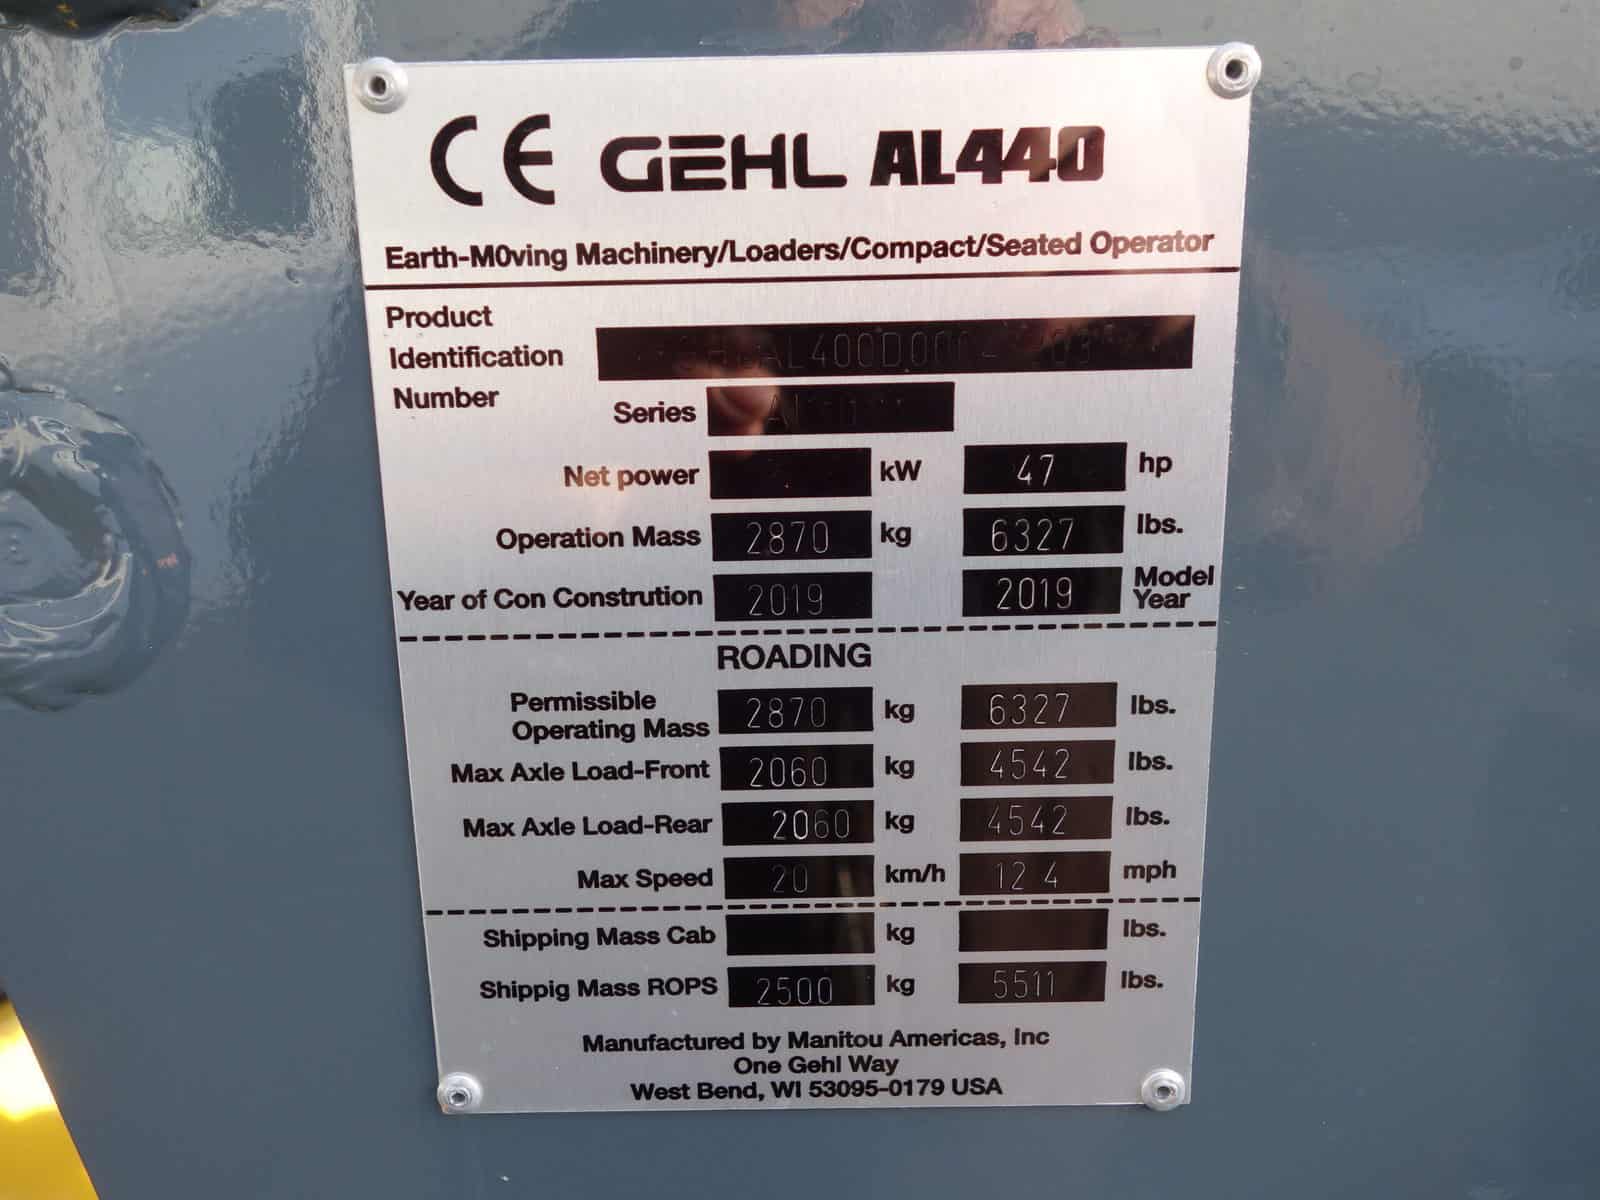 CE GEHL AL440
Earth-M0ving Machinery/Loaders/Compact/Seated Operator
Product
Identification
Number
Series
Net power kW 47 hp
Operation Mass 2870 kg 6327 lbs.
Year of Con Constrution 2019 2019 Model Year
ROADING
Permissible
Operating Mass 2870 kg 6327 lbs.
Max Axle Load-Front 2060 kg 4542 lbs.
Max Axle Load-Rear 2060 kg 4542 lbs.
Max Speed 20 km/h 12 4 mph
Shipping Mass Cab kg lbs.
Shippig Mass ROPS 2500 kg 5511 lbs.
Manufactured by Manitou Americas, Inc
One Gehl Way
West Bend, WI 53095-0179 USA